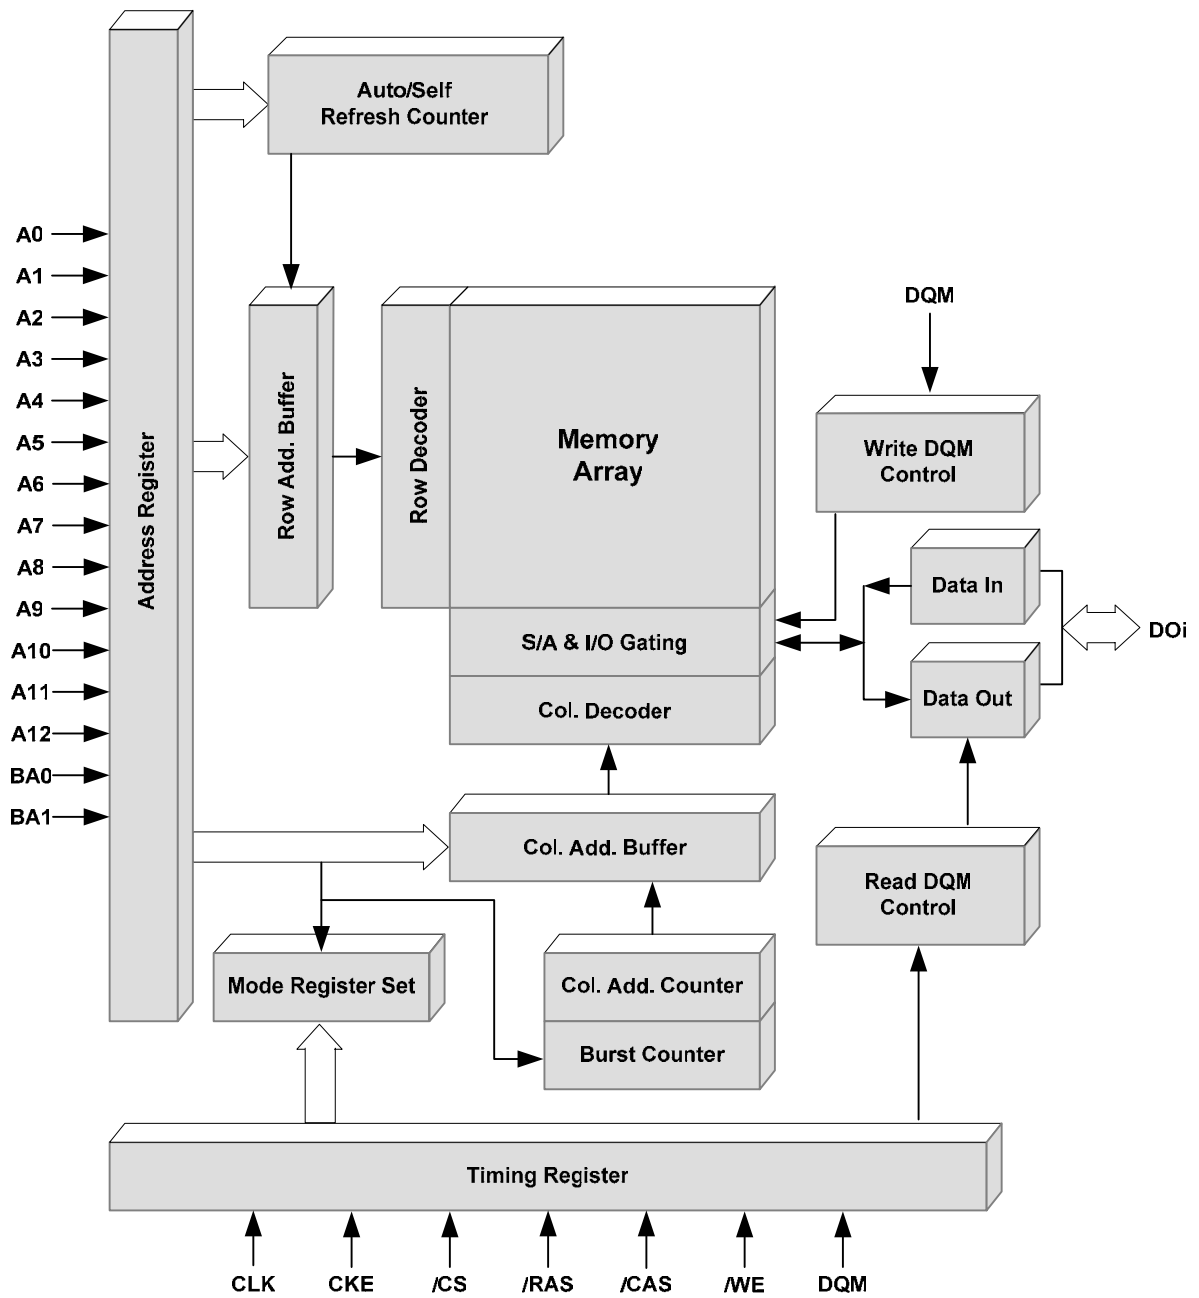 Auto/Self
Refresh Counter
A0
A1
A2
A3
A4
A5
A6
A7
A8
A9
A10
A11
A12
BA0
BA1
Address Register
Row Add. Buffer
Row Decoder
Memory
Array
DQM
Write DQM
Control
Data In
S/A & I/O Gating
DOi
Data Out
Col. Decoder
Col. Add. Buffer
Read DQM
Control
Mode Register Set
Col. Add. Counter
Burst Counter
Timing Register
CLK
CKE
/CS
/RAS
/CAS
/WE
DQM